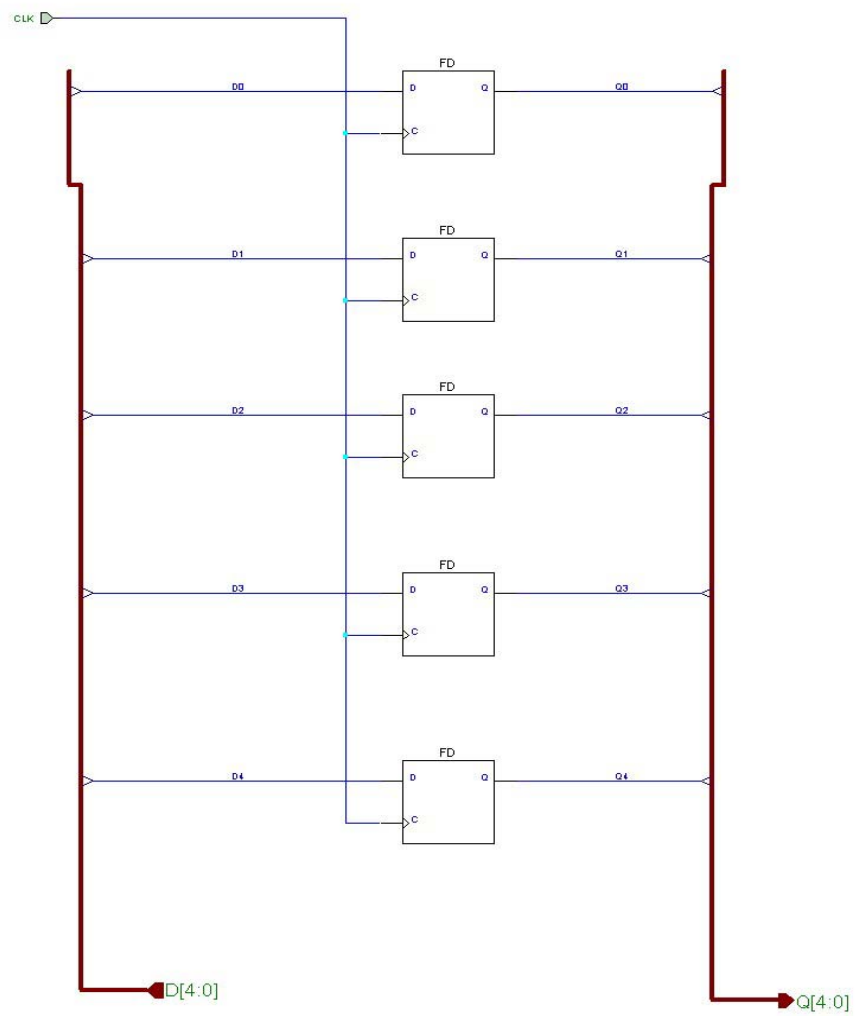 CLK
FD
D0 D Q Q0
C
FD
D1 D Q Q1
C
FD
D2 D Q Q2
C
FD
D3 D Q Q3
C
FD
D4 D Q Q4
C
D[4:0]
Q[4:0]